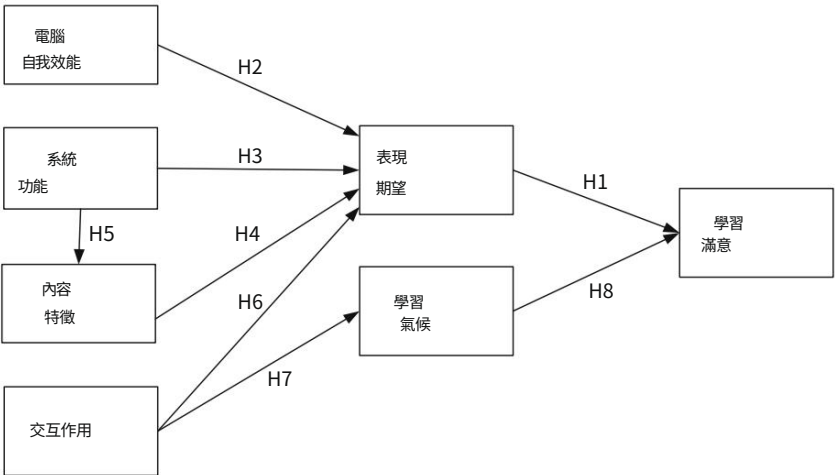 電腦
自我效能
H2
系統
功能
H3
表現
期望
H1
學習
滿意
H5
H4
內容
特徵
H6
學習
氣候
H8
H7
交互作用